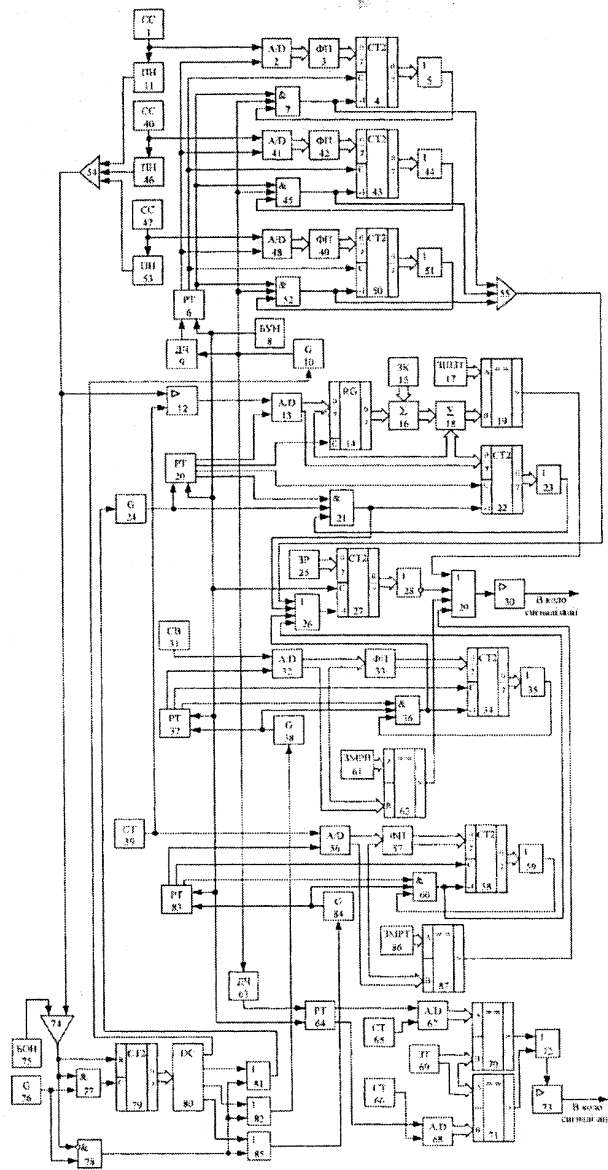 СС
1
A/D
2
ФП
3
СТ2
4
1
5
ПН
11
&
7
СС
40
A/D
41
ФП
42
СТ2
43
1
44
54
ПН
46
&
45
СС
47
A/D
48
ФП
49
СТ2
50
1
51
ПН
53
&
52
РТ
6
55
БУН
8
ДЧ
9
G
10
12
A/D
13
RG
14
ЗК
15
Σ
16
17
Σ
18
A
==
B
19
РТ
20
СТ2
22
1
23
G
24
&
21
ЗР
25
СТ2
27
1
28
1
26
1
29
30
В коло
сигналізації
СВ
31
A/D
32
ФП
33
СТ2
34
1
35
РТ
37
&
36
G
38
ЗМРВ
61
A
==
B
62
СТ
39
A/D
56
ФП
57
СТ2
58
1
59
РТ
83
&
60
G
84
ЗМРТ
86
A
==
B
87
ДЧ
63
РТ
64
A/D
67
СТ
65
A
==
B
70
74
БОН
75
G
76
&
77
R
C
СТ2
79
DC
80
1
81
1
82
1
85
&
78
СТ
66
A/D
68
ЗТ
69
A
==
B
71
1
72
73
В коло
сигналізації